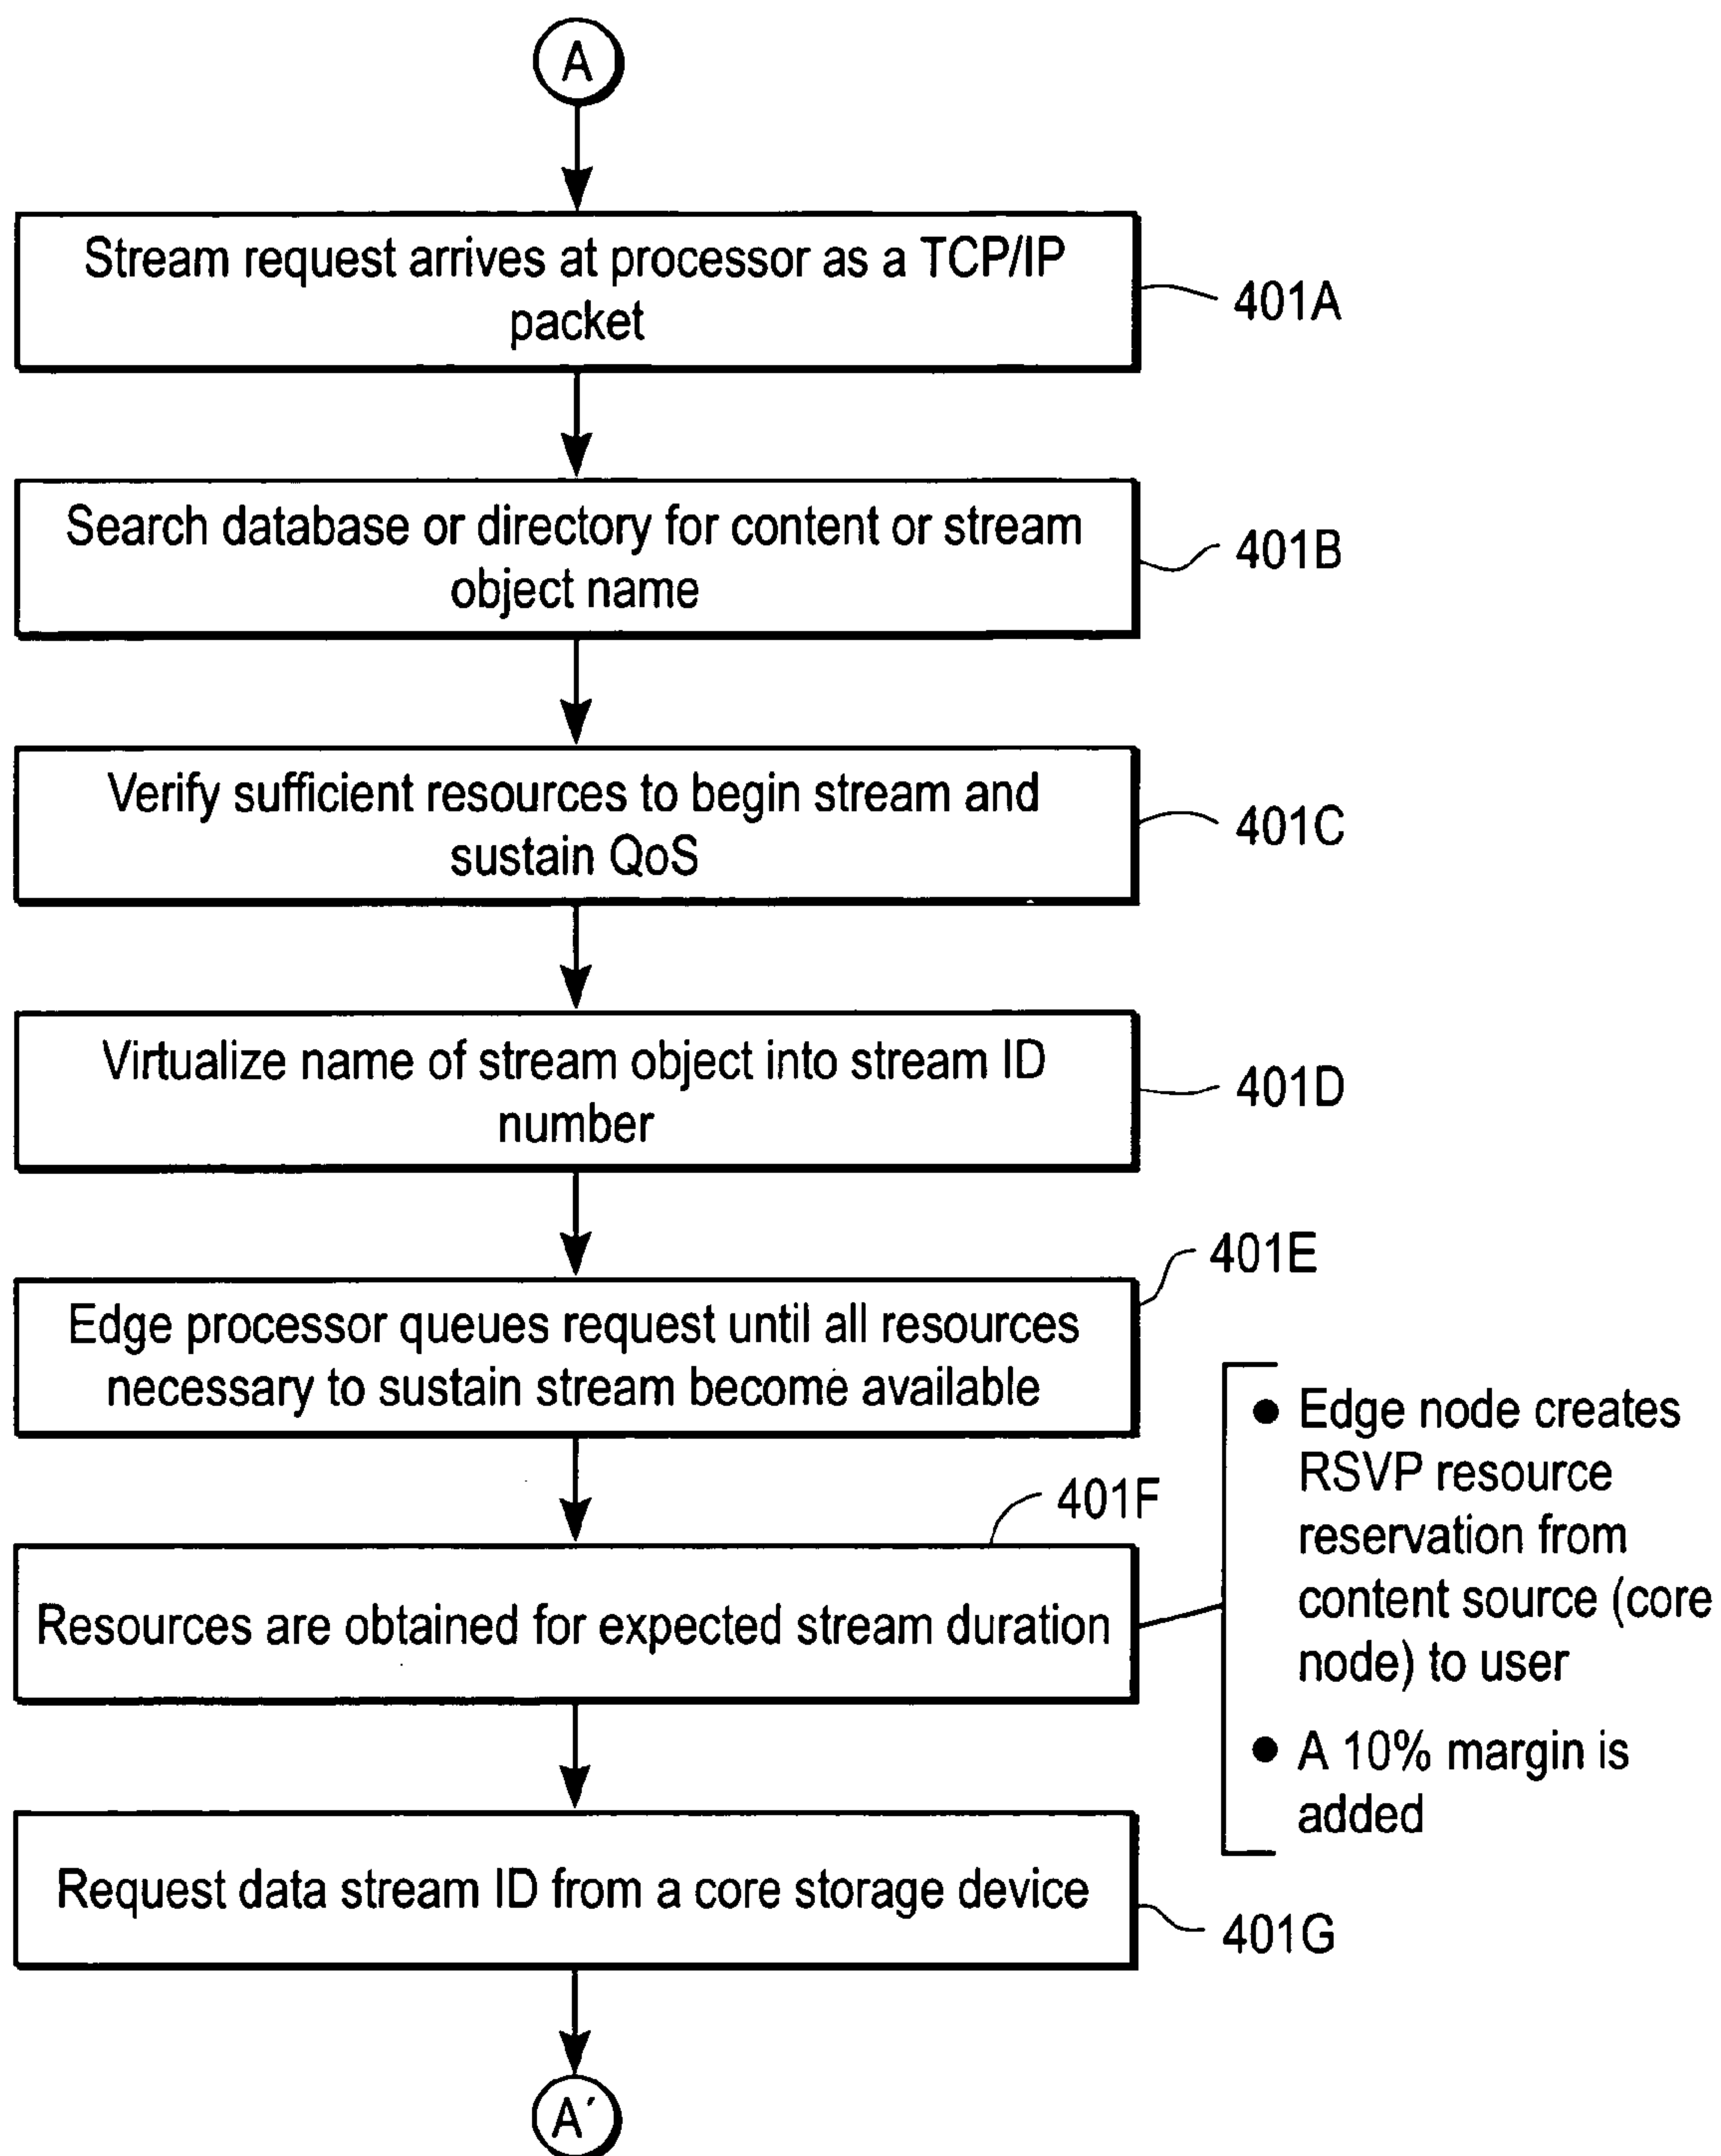 A
Stream request arrives at processor as a TCP/IP
packet
401A
Search database or directory for content or stream
object name
401B
Verify sufficient resources to begin stream and
sustain QoS
401C
Virtualize name of stream object into stream ID
number
401D
Edge processor queues request until all resources
necessary to sustain stream become available
401E
Resources are obtained for expected stream duration
401F
● Edge node creates
RSVP resource
reservation from
content source (core
node) to user
● A 10% margin is
added
Request data stream ID from a core storage device
401G
A´